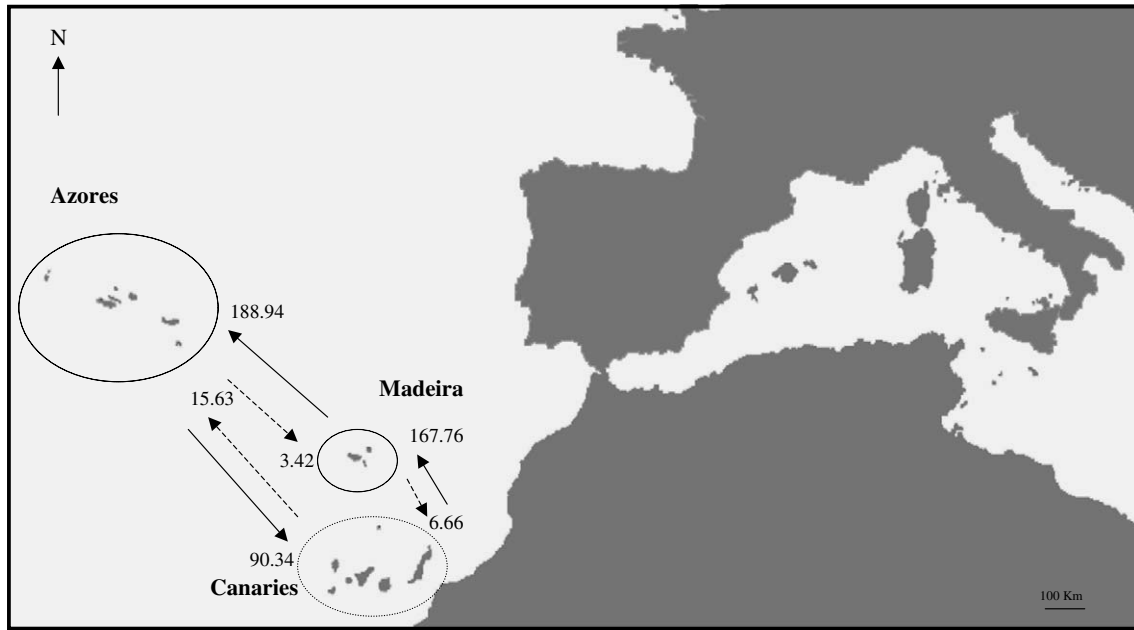 N
Azores
188.94
15.63
Madeira
167.76
3.42
6.66
90.34
Canaries
100 Km